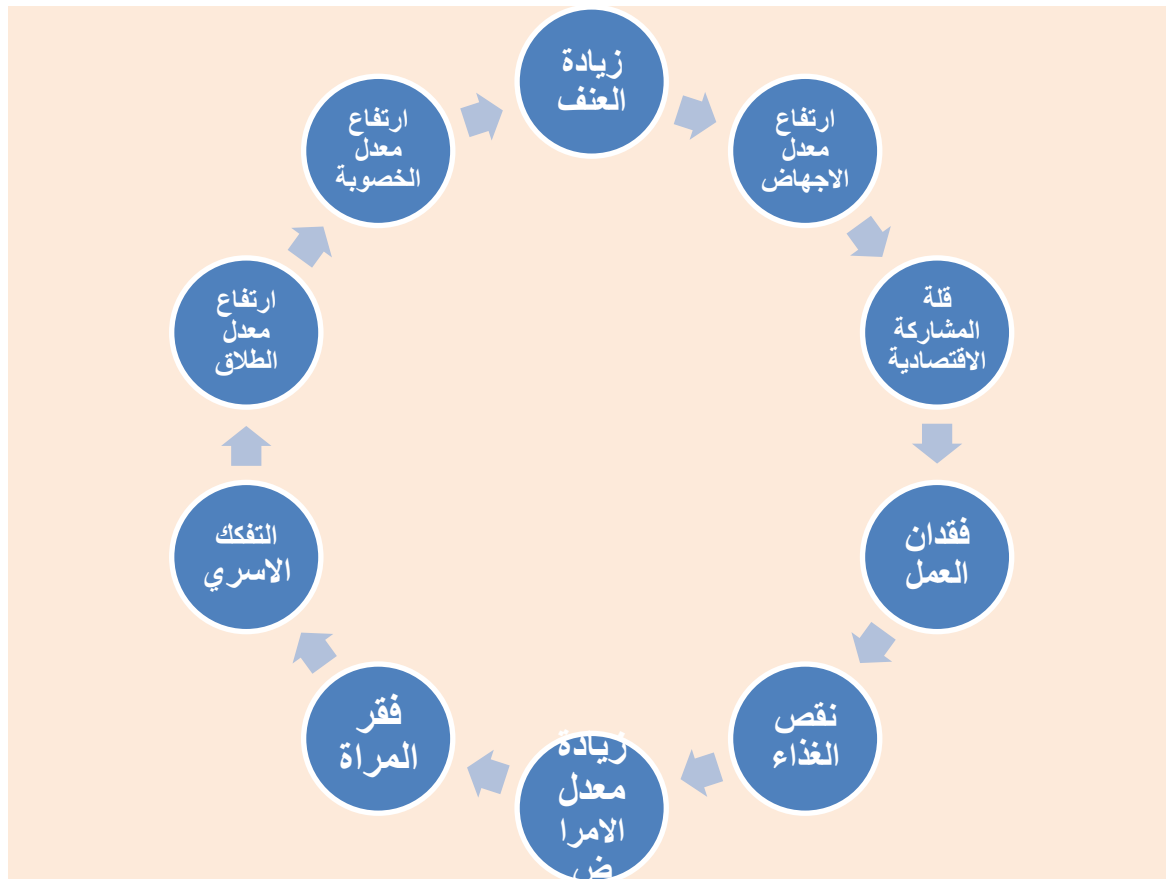 زيادة
العنف
ارتفاع
معدل
الاجهاض
قلة
المشاركة
الاقتصادية
فقدان
العمل
نقص
الغذاء
زيادة
معدل
الامرا
ض
فقر
المراة
التفكك
الاسري
ارتفاع
معدل
الطلاق
ارتفاع
معدل
الخصوبة